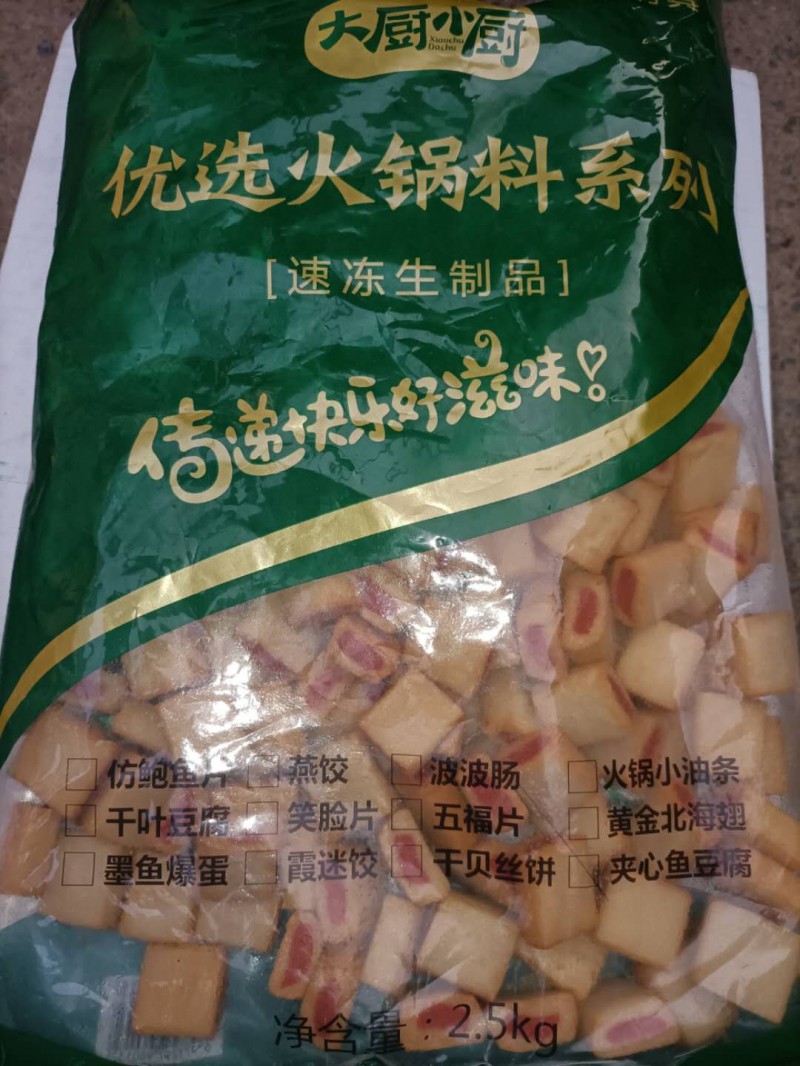 大厨小厨
Xiaochu
Dachu
优选火锅料系列
[速冻生制品]
传递快乐好滋味!
仿鲍鱼片 燕饺 波波肠 火锅小油条
千叶豆腐 笑脸片 五福片 黄金北海翅
墨鱼爆蛋 霞迷饺 干贝丝饼 夹心鱼豆腐
净含量:2.5kg